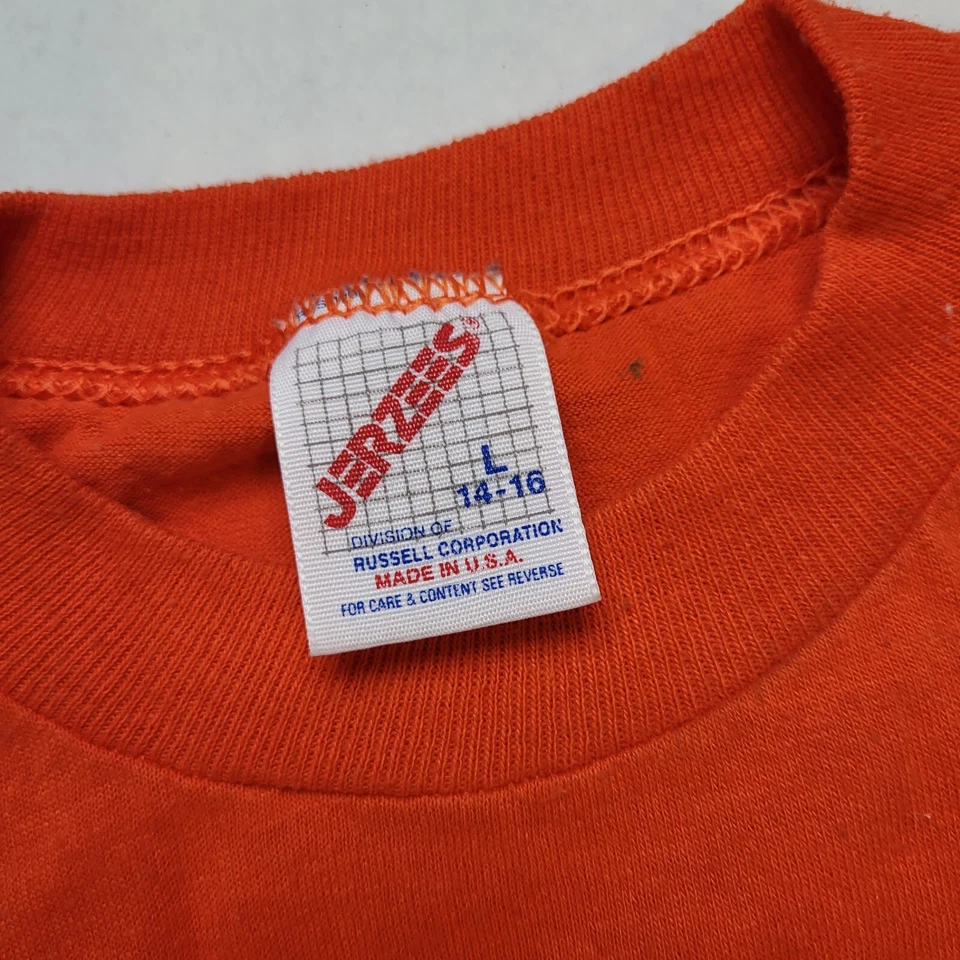 JERZEES®
L
14-16
DIVISION OF
RUSSELL CORPORATION
MADE IN U.S.A.
FOR CARE & CONTENT SEE REVERSE